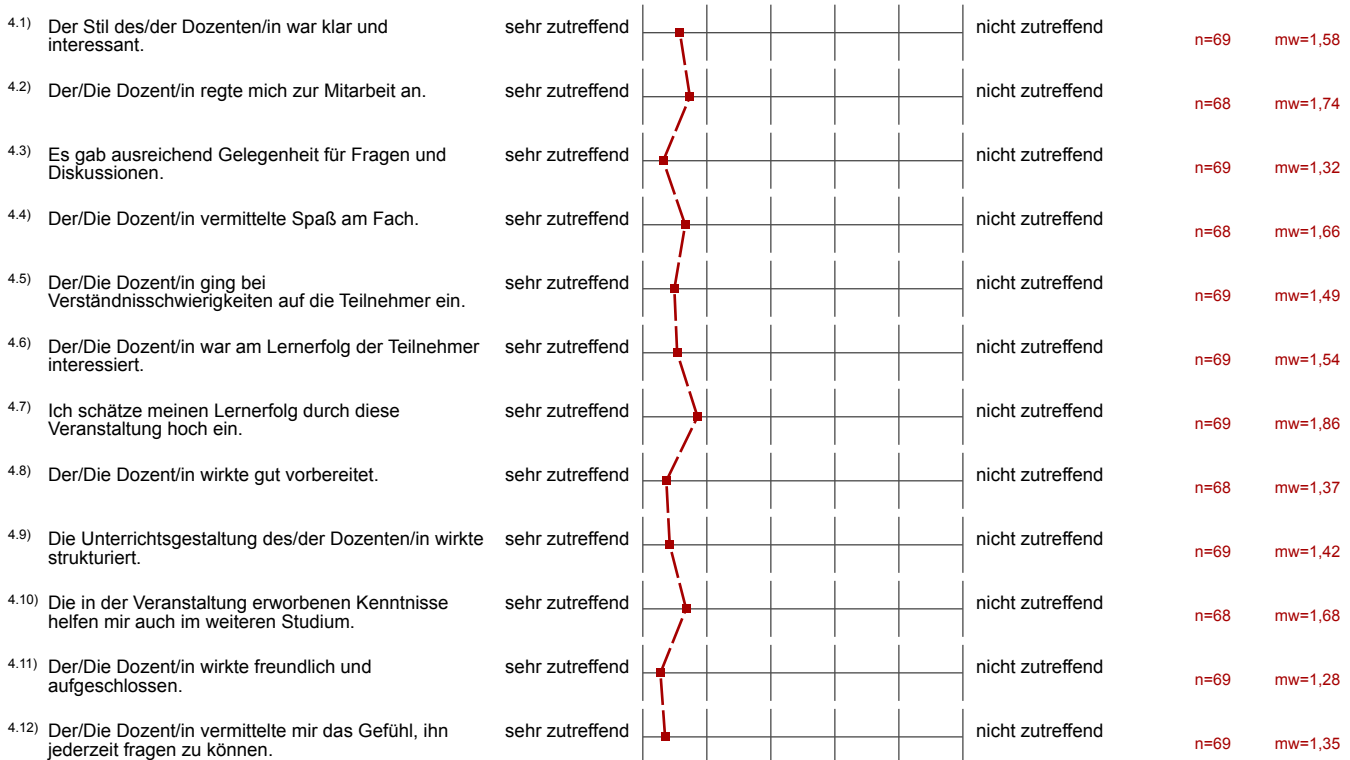 4.1) Der Stil des/der Dozenten/in war klar und interessant. sehr zutreffend nicht zutreffend n=69 mw=1,58
4.2) Der/Die Dozent/in regte mich zur Mitarbeit an. sehr zutreffend nicht zutreffend n=68 mw=1,74
4.3) Es gab ausreichend Gelegenheit für Fragen und Diskussionen. sehr zutreffend nicht zutreffend n=69 mw=1,32
4.4) Der/Die Dozent/in vermittelte Spaß am Fach. sehr zutreffend nicht zutreffend n=68 mw=1,66
4.5) Der/Die Dozent/in ging bei Verständnisschwierigkeiten auf die Teilnehmer ein. sehr zutreffend nicht zutreffend n=69 mw=1,49
4.6) Der/Die Dozent/in war am Lernerfolg der Teilnehmer interessiert. sehr zutreffend nicht zutreffend n=69 mw=1,54
4.7) Ich schätze meinen Lernerfolg durch diese Veranstaltung hoch ein. sehr zutreffend nicht zutreffend n=69 mw=1,86
4.8) Der/Die Dozent/in wirkte gut vorbereitet. sehr zutreffend nicht zutreffend n=68 mw=1,37
4.9) Die Unterrichtsgestaltung des/der Dozenten/in wirkte strukturiert. sehr zutreffend nicht zutreffend n=69 mw=1,42
4.10) Die in der Veranstaltung erworbenen Kenntnisse helfen mir auch im weiteren Studium. sehr zutreffend nicht zutreffend n=68 mw=1,68
4.11) Der/Die Dozent/in wirkte freundlich und aufgeschlossen. sehr zutreffend nicht zutreffend n=69 mw=1,28
4.12) Der/Die Dozent/in vermittelte mir das Gefühl, ihn jederzeit fragen zu können. sehr zutreffend nicht zutreffend n=69 mw=1,35